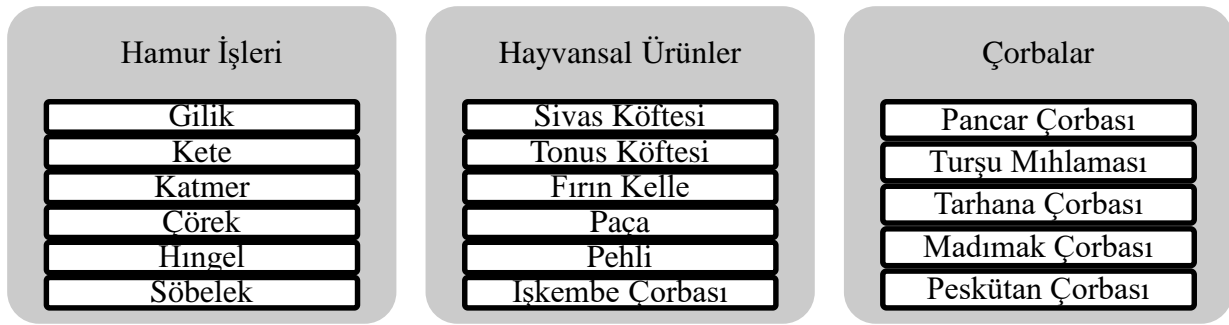 Hamur İşleri
Gilik
Kete
Katmer
Çörek
Hıngel
Söbelek
Hayvansal Ürünler
Sivas Köftesi
Tonus Köftesi
Fırın Kelle
Paça
Pehli
İşkembe Çorbası
Çorbalar
Pancar Çorbası
Turşu Mıhlaması
Tarhana Çorbası
Madımak Çorbası
Peskütan Çorbası